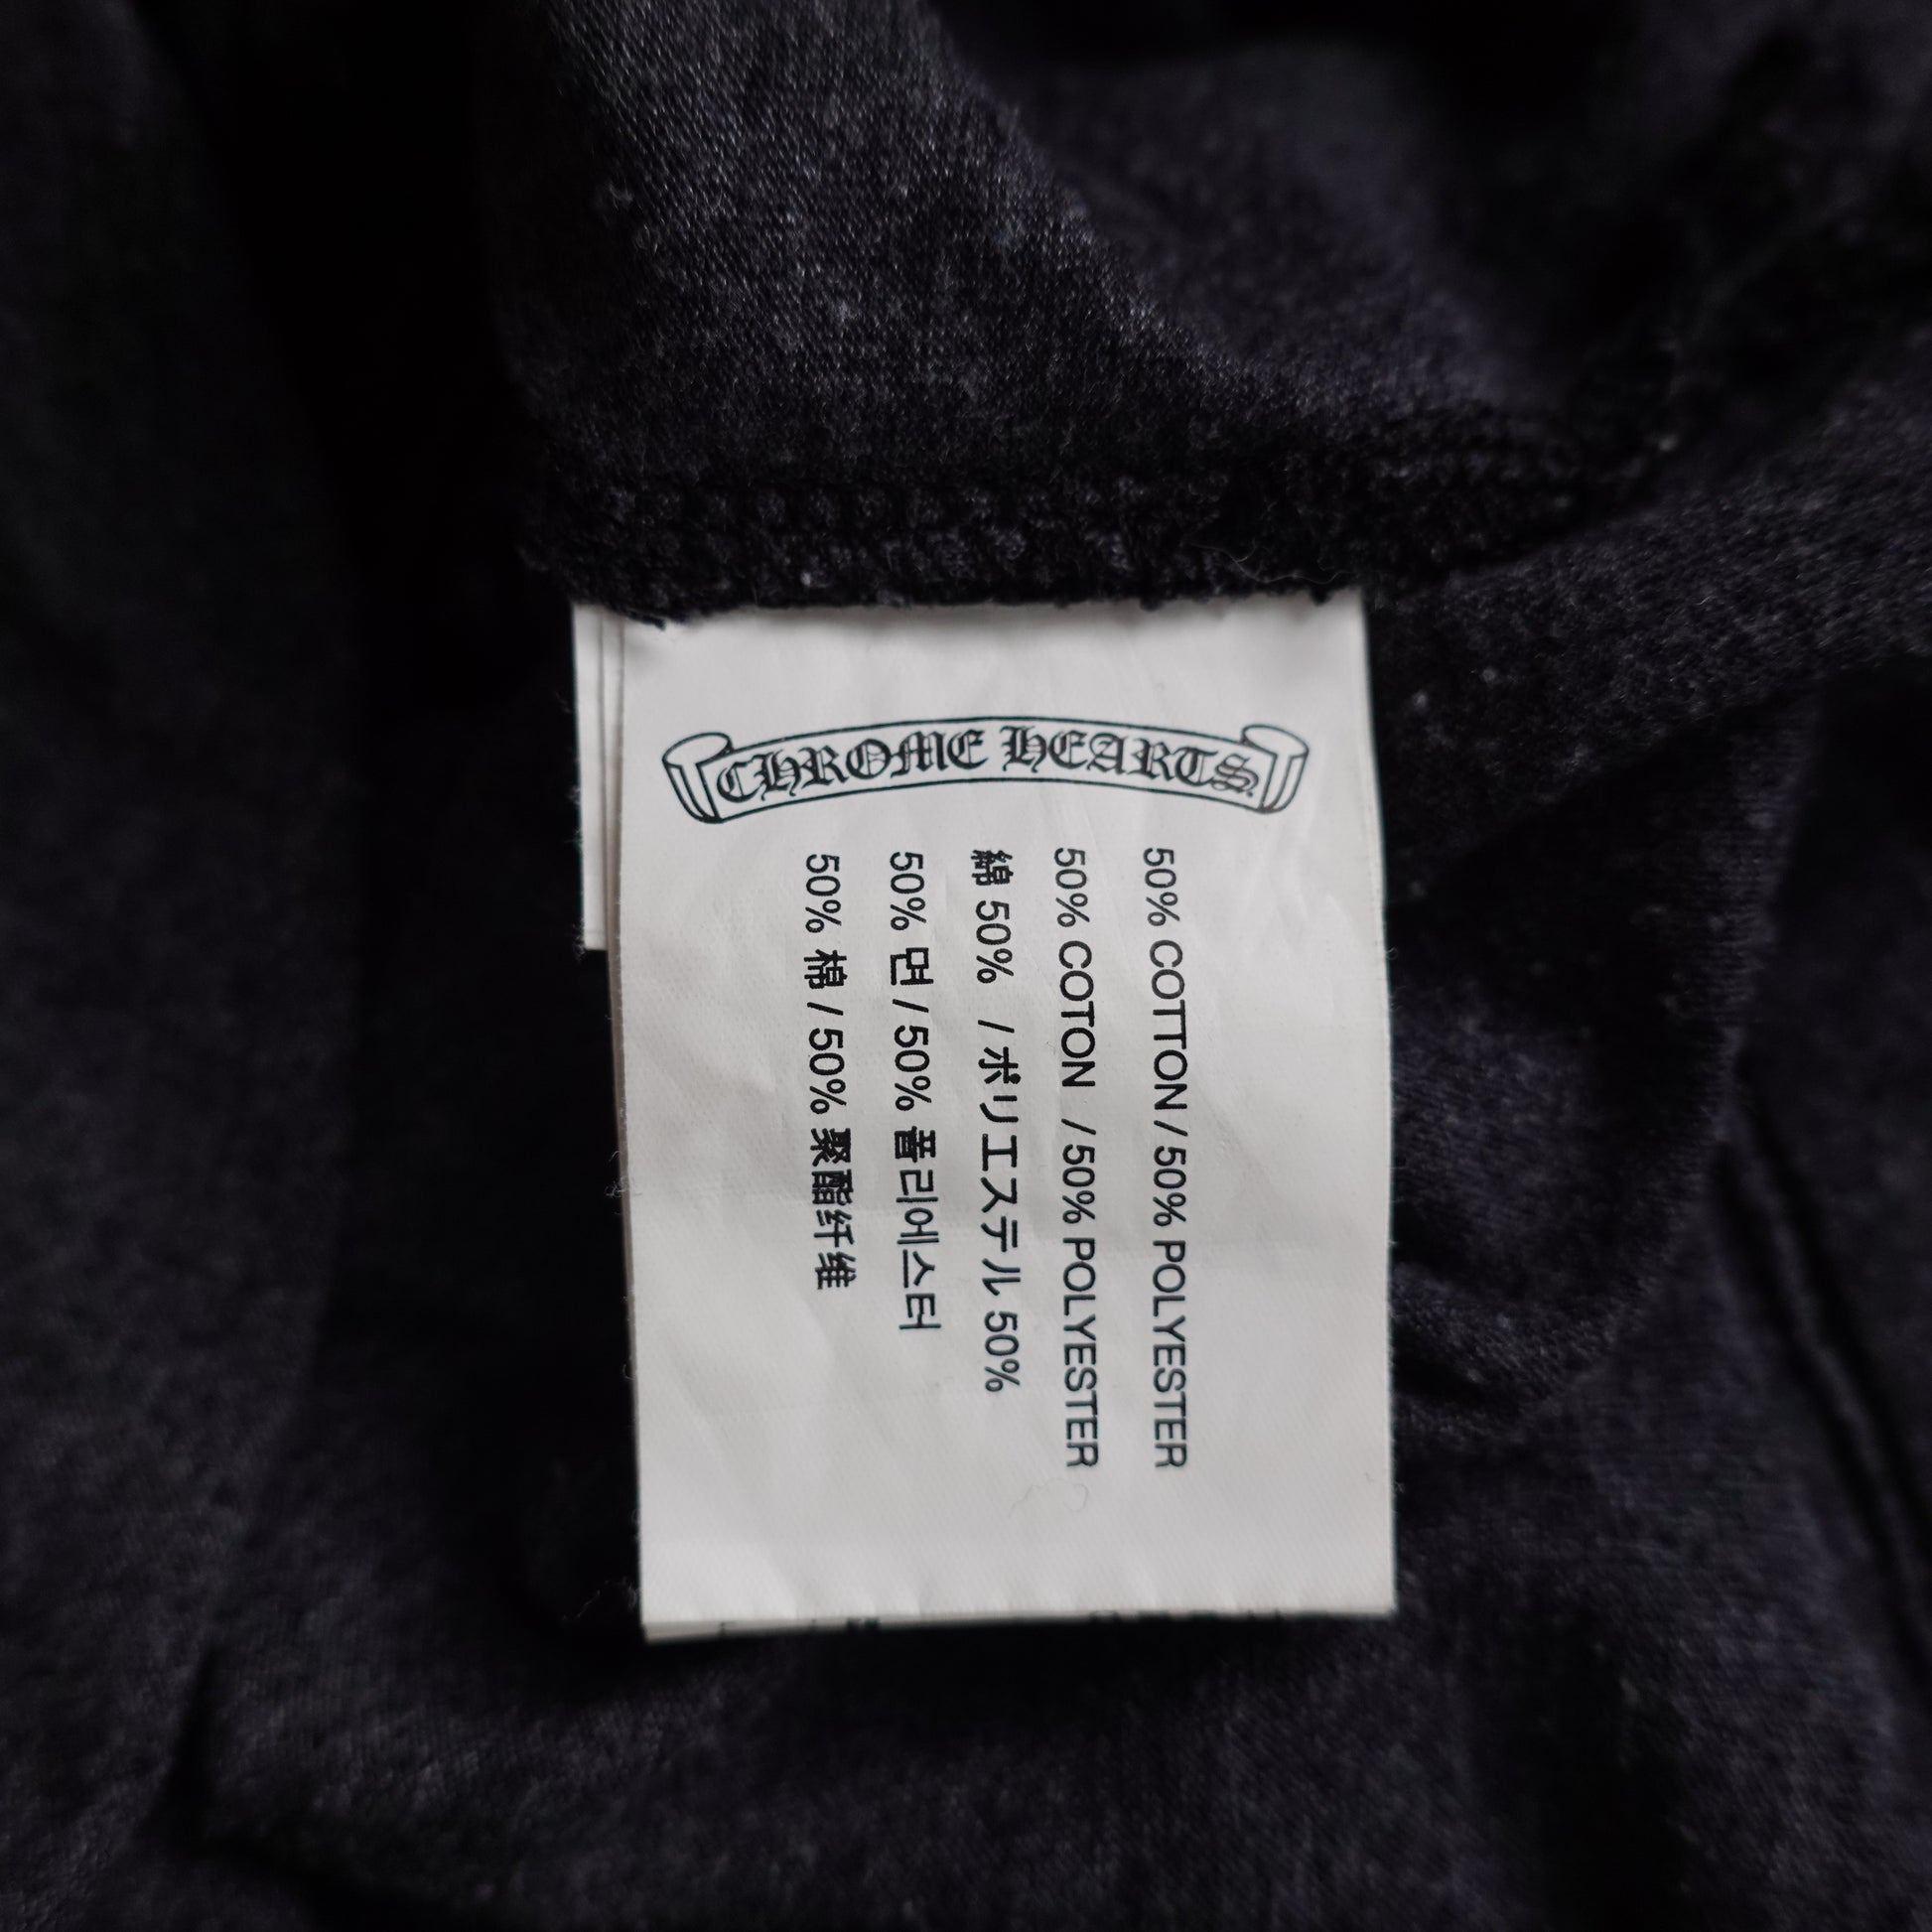 CHROME HEARTS
50% COTTON / 50% POLYESTER
50% COTON / 50% POLYESTER
綿 50% / ポリエステル 50%
50% 면 / 50% 폴리에스터
50% 棉 / 50% 聚酯纤维